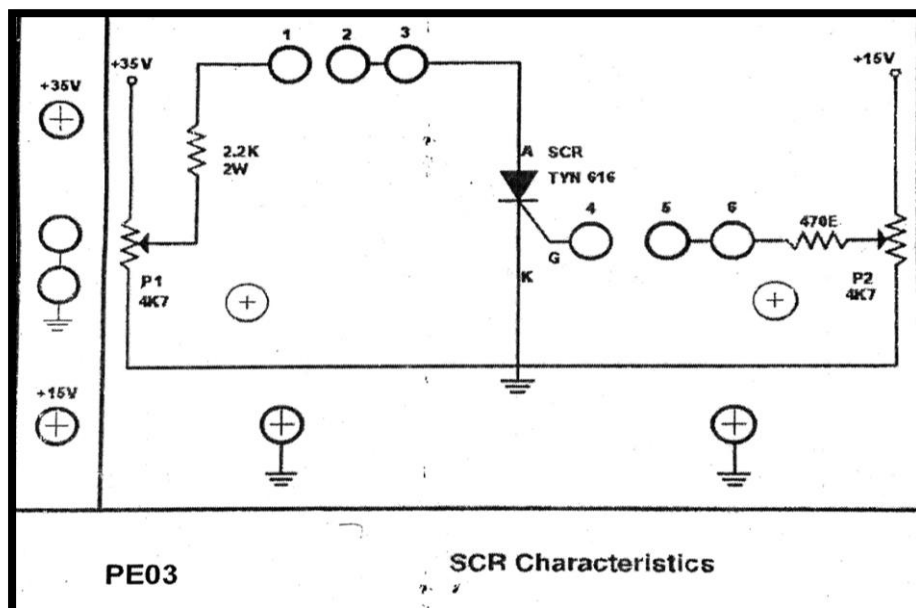 1 2 3
+35V
+15V
+35V
2.2K
2W
A SCR
TYN 616
4 5 6
470E
G
P1
4K7
K
P2
4K7
+15V
PE03
SCR Characteristics